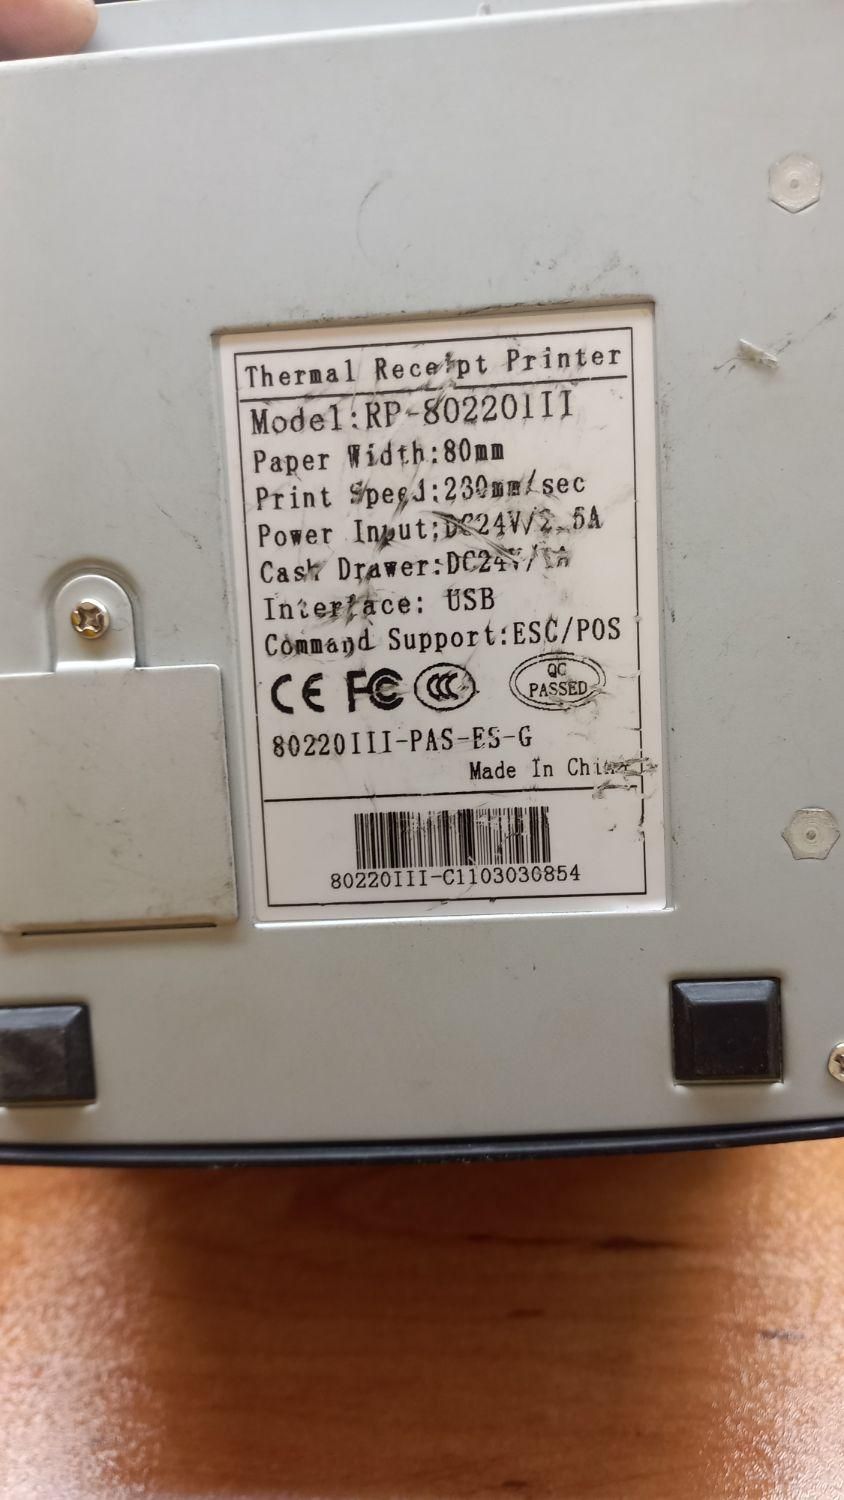 Thermal Receipt Printer
Model:RP-80220III
Paper Width:80mm
Print Speed:230mm/sec
Power Input:DC24V/2.5A
Cash Drawer:DC24V/1A
Interface: USB
Command Support:ESC/POS
CE FC CCC QC PASSED
80220III-PAS-ES-G
Made In China
80220III-C1103030854